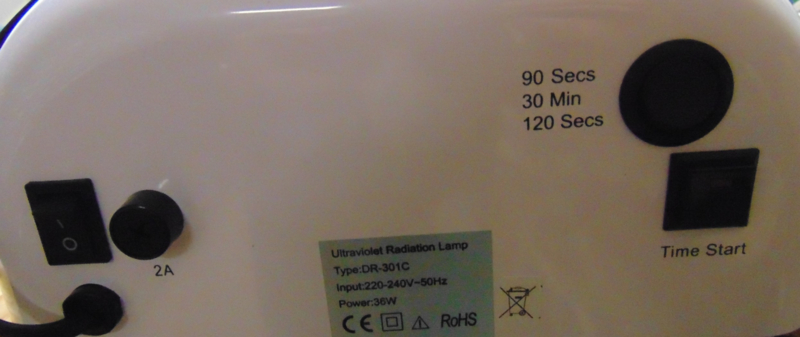 90 Secs
30 Min
120 Secs
Time Start
2A
Ultraviolet Radiation Lamp
Type:DR-301C
Input:220-240V~50Hz
Power:36W
CE RoHS